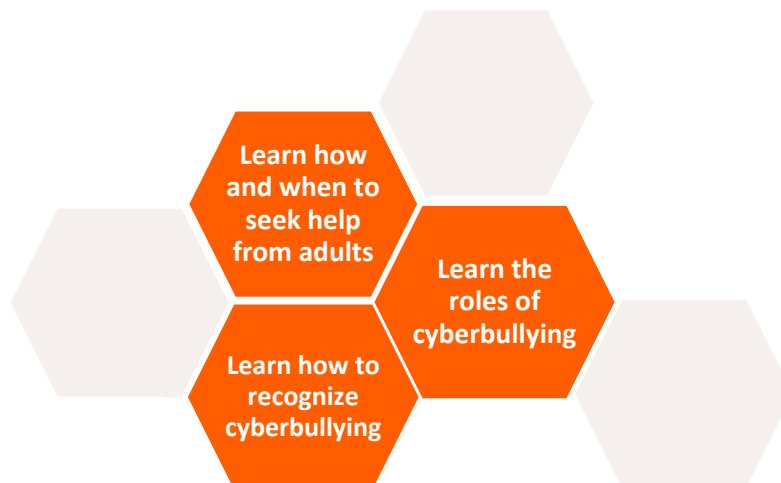 Learn how
and when to
seek help
from adults
Learn the
roles of
cyberbullying
Learn how to
recognize
cyberbullying